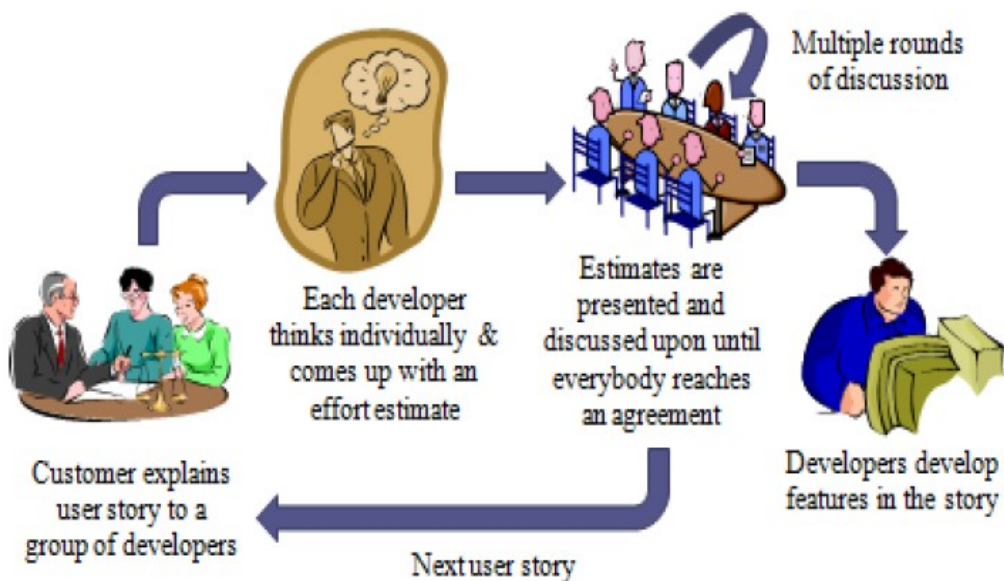 Multiple rounds
of discussion
Each developer
thinks individually &
comes up with an
effort estimate
Estimates are
presented and
discussed upon until
everybody reaches
an agreement
Customer explains
user story to a
group of developers
Developers develop
features in the story
Next user story